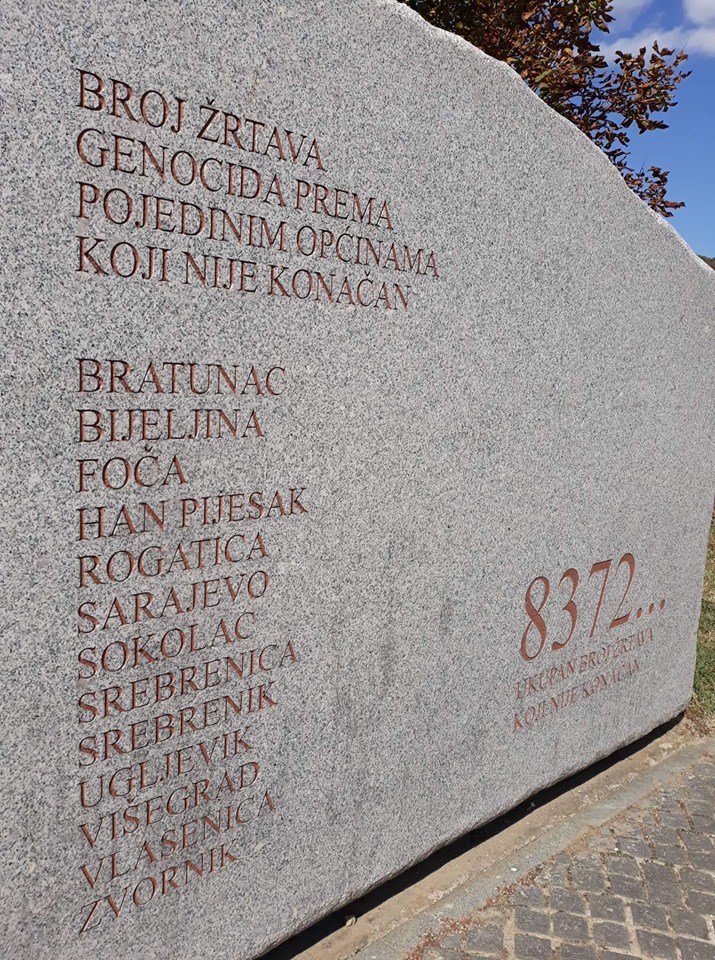 BROJ ŽRTAVA
GENOCIDA PREMA
POJEDINIM OPĆINAMA
KOJI NIJE KONAČAN
BRATUNAC
BIJELJINA
FOČA
HAN PIJESAK
ROGATICA
SARAJEVO
SOKOLAC
SREBRENICA
SREBRENIK
UGLJEVIK
VIŠEGRAD
VLASENICA
ZVORNIK
8372...
UKUPAN BROJ ŽRTAVA
KOJI NIJE KONAČAN